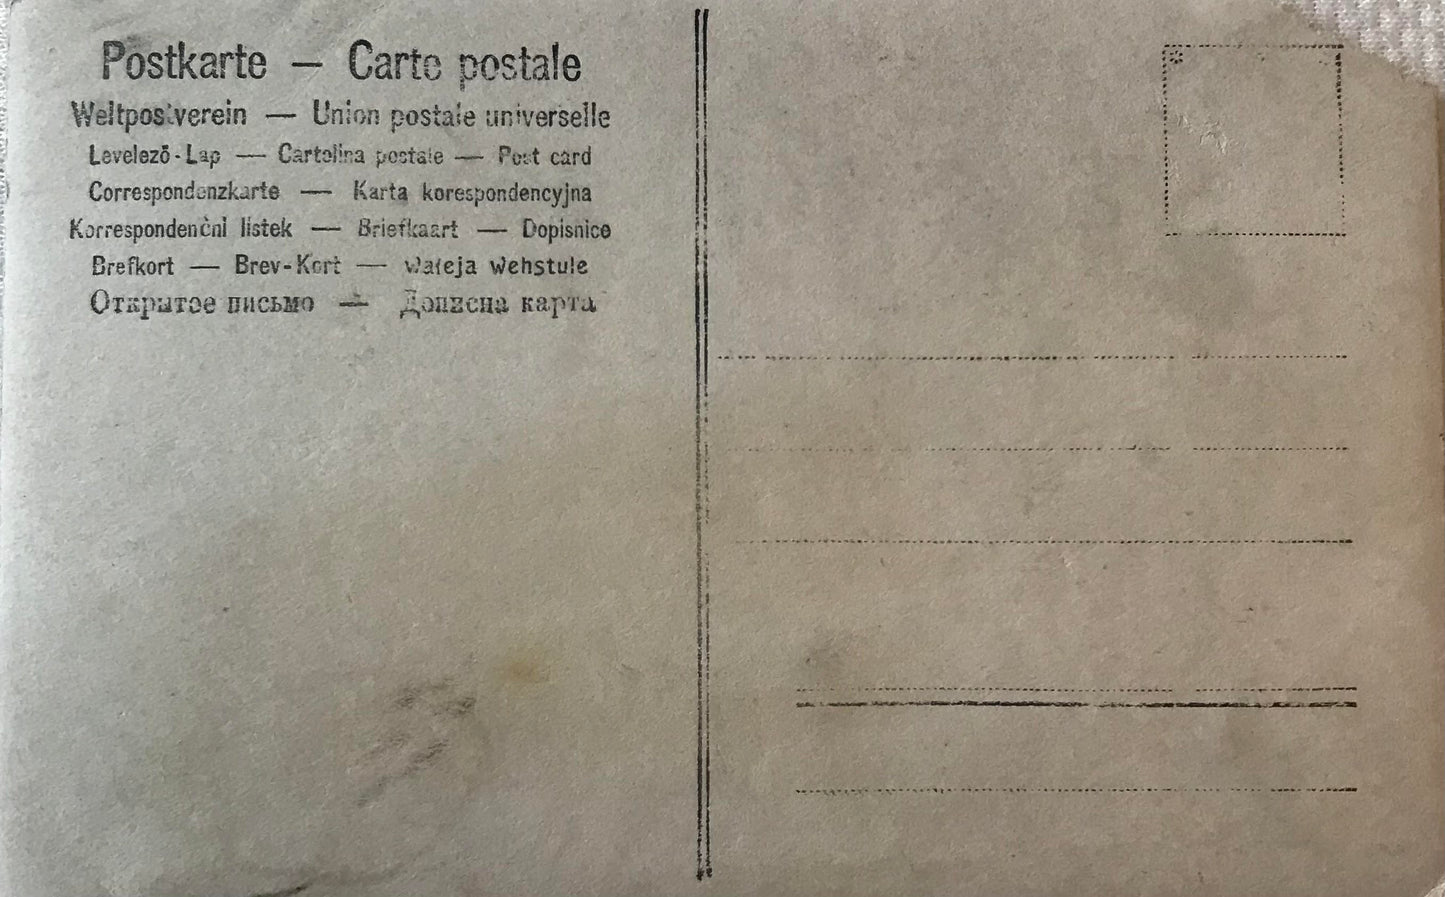 Postkarte — Carte postale
Weltpostverein — Union postale universelle
Levelező-Lap — Cartolina postale — Post card
Correspondenzkarte — Karta korespondencyjna
Korrespondenční listek — Briefkaart — Dopisnice
Brefkort — Brev-Kort — Wateja Wehstule
Открытое письмо — Дописна карта